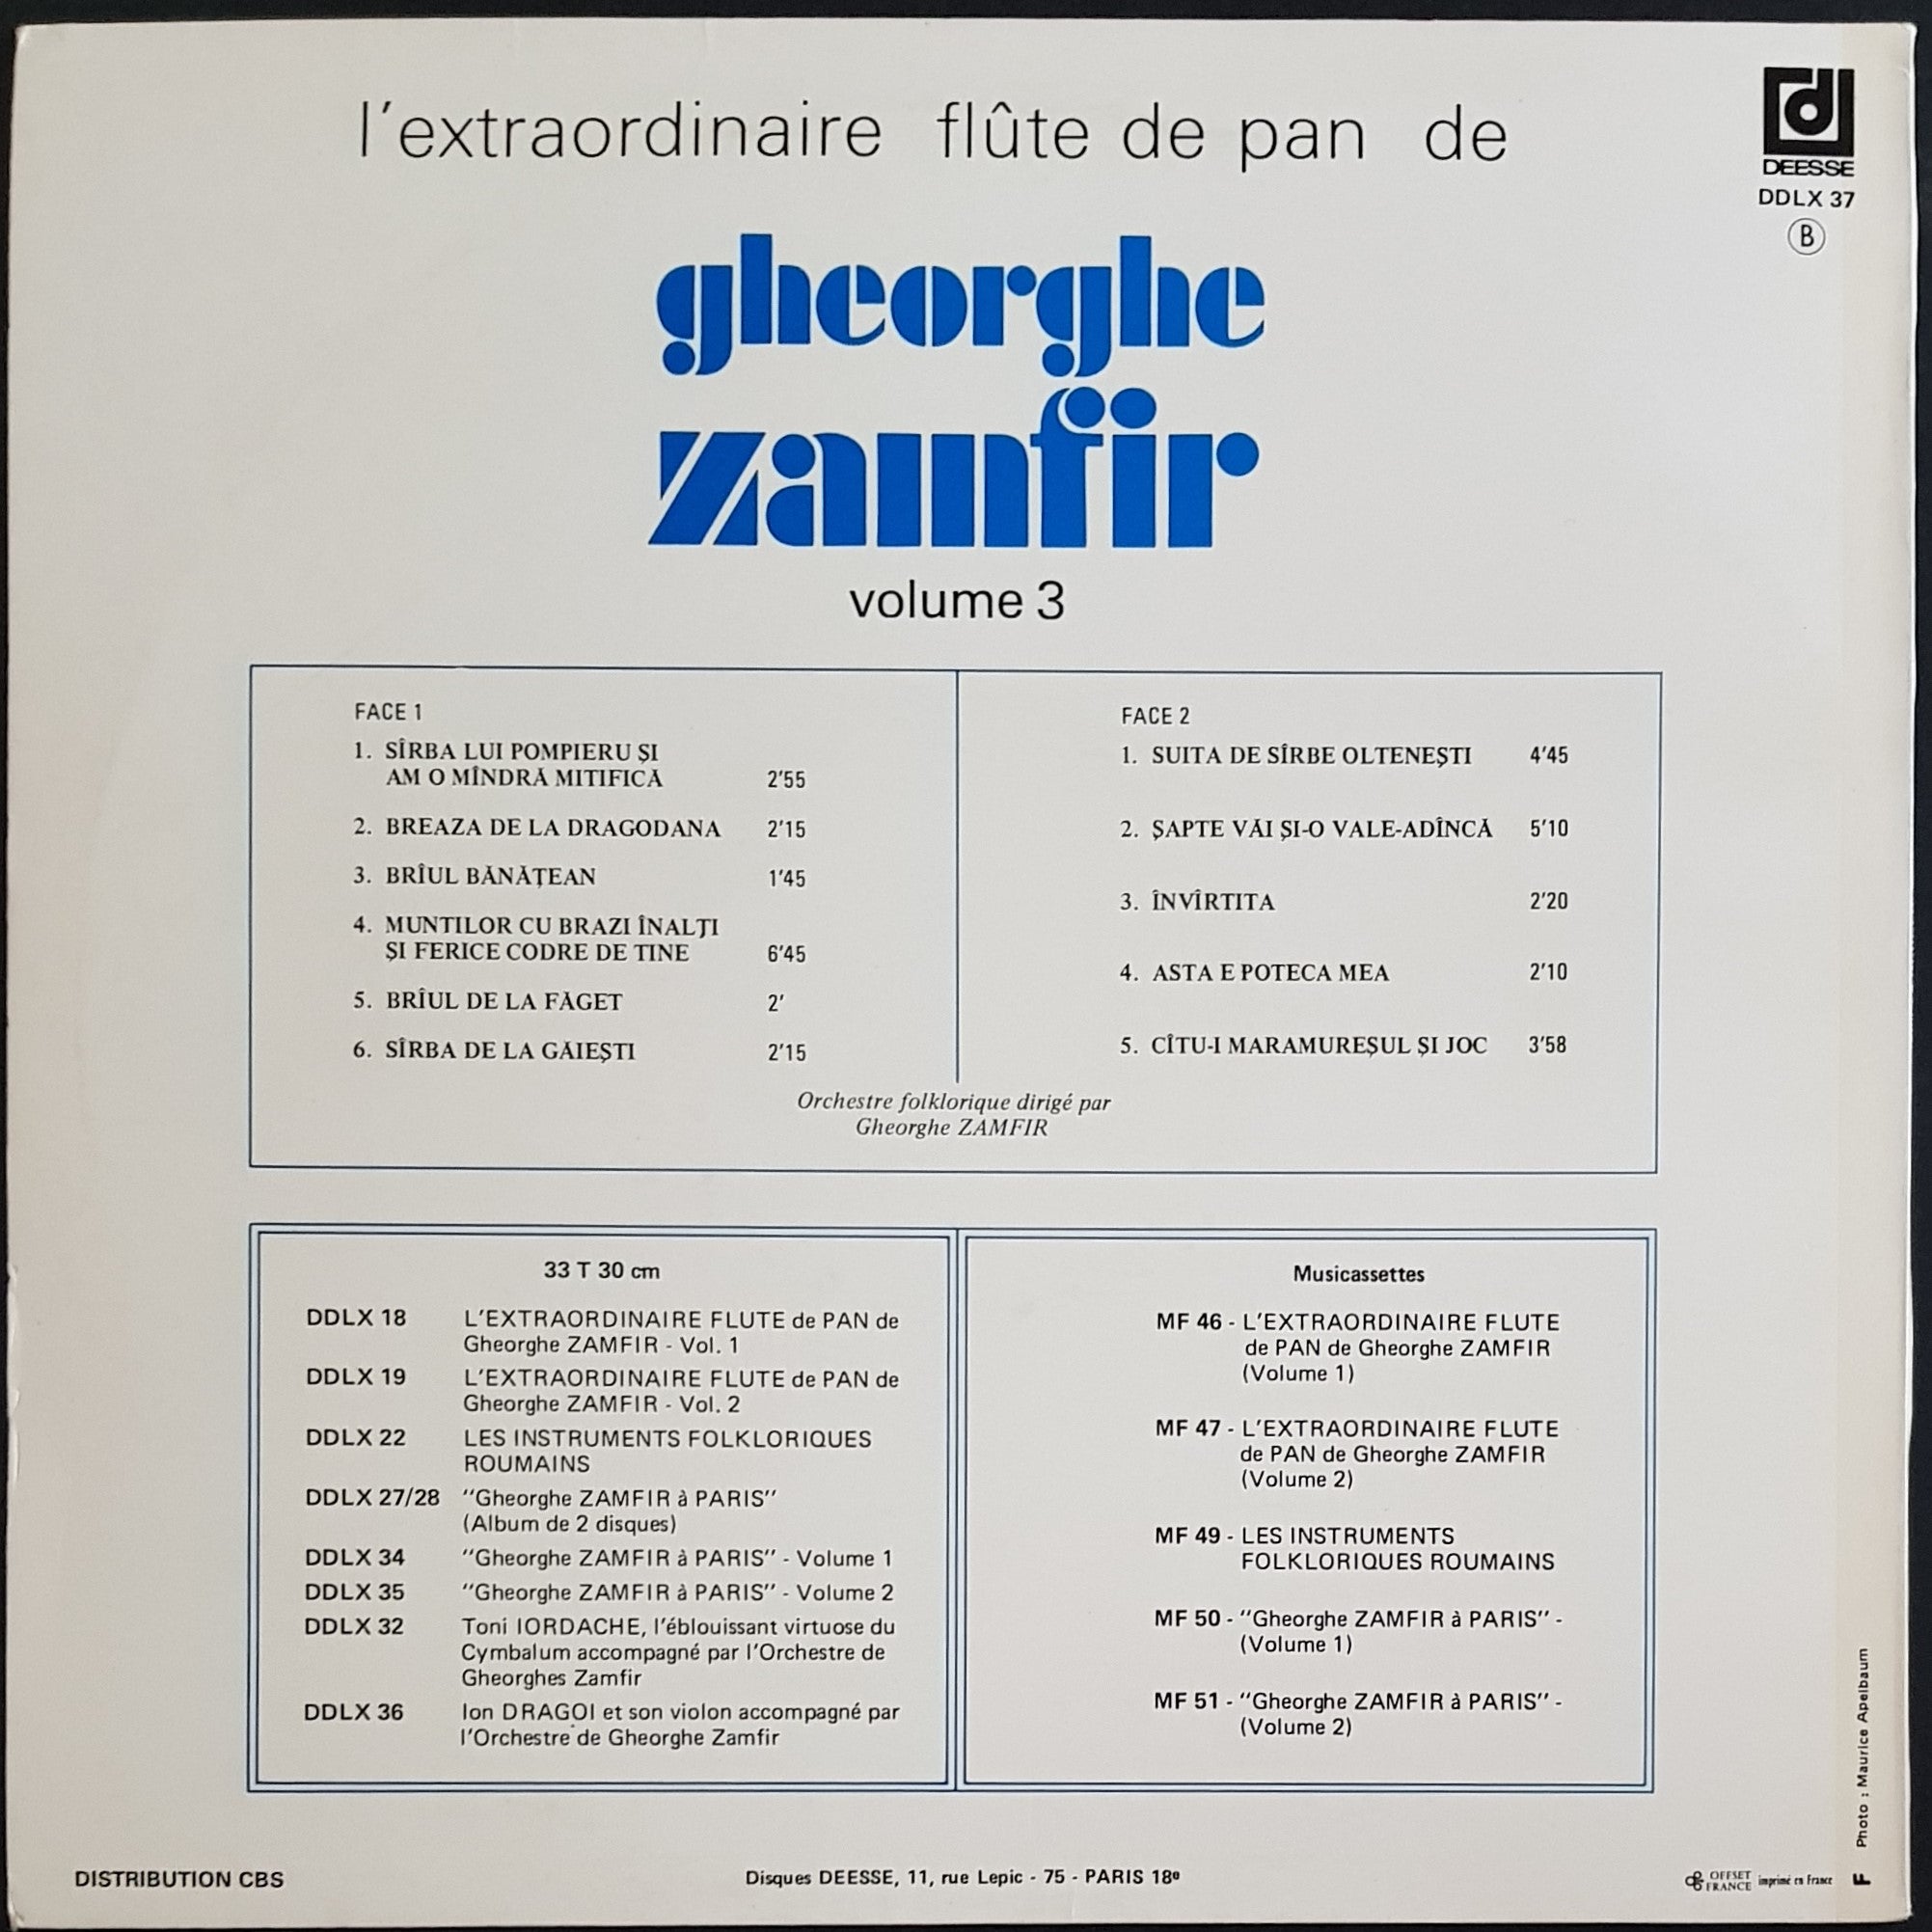 l'extraordinaire flûte de pan de
DEESSE
DDLX 37
B
gheorghe
zamfir
volume 3
FACE 1
1. SÎRBA LUI POMPIERU ȘI
AM O MÎNDRĂ MITIFICĂ 2'55
2. BREAZA DE LA DRAGODANA 2'15
3. BRÎUL BĂNĂȚEAN 1'45
4. MUNTILOR CU BRAZI ÎNALȚI
ȘI FERICE CODRE DE TINE 6'45
5. BRÎUL DE LA FĂGET 2'
6. SÎRBA DE LA GĂIEȘTI 2'15
FACE 2
1. SUITA DE SÎRBE OLTENEȘTI 4'45
2. ȘAPTE VĂI ȘI-O VALE-ADÎNCĂ 5'10
3. ÎNVÎRTITA 2'20
4. ASTA E POTECA MEA 2'10
5. CÎTU-I MARAMUREȘUL ȘI JOC 3'58
Orchestre folklorique dirigé par
Gheorghe ZAMFIR
33 T 30 cm
DDLX 18 L'EXTRAORDINAIRE FLUTE de PAN de
Gheorghe ZAMFIR - Vol. 1
DDLX 19 L'EXTRAORDINAIRE FLUTE de PAN de
Gheorghe ZAMFIR - Vol. 2
DDLX 22 LES INSTRUMENTS FOLKLORIQUES
ROUMAINS
DDLX 27/28 "Gheorghe ZAMFIR à PARIS"
(Album de 2 disques)
DDLX 34 "Gheorghe ZAMFIR à PARIS" - Volume 1
DDLX 35 "Gheorghe ZAMFIR à PARIS" - Volume 2
DDLX 32 Toni IORDACHE, l'éblouissant virtuose du
Cymbalum accompagné par l'Orchestre de
Gheorghes Zamfir
DDLX 36 Ion DRAGOI et son violon accompagné par
l'Orchestre de Gheorghe Zamfir
Musicassettes
MF 46 - L'EXTRAORDINAIRE FLUTE
de PAN de Gheorghe ZAMFIR
(Volume 1)
MF 47 - L'EXTRAORDINAIRE FLUTE
de PAN de Gheorghe ZAMFIR
(Volume 2)
MF 49 - LES INSTRUMENTS
FOLKLORIQUES ROUMAINS
MF 50 - "Gheorghe ZAMFIR à PARIS" -
(Volume 1)
MF 51 - "Gheorghe ZAMFIR à PARIS" -
(Volume 2)
F Photo : Maurice Apelbaum
DISTRIBUTION CBS
Disques DEESSE, 11, rue Lepic - 75 - PARIS 18e
OFFSET
FRANCE imprimé en France